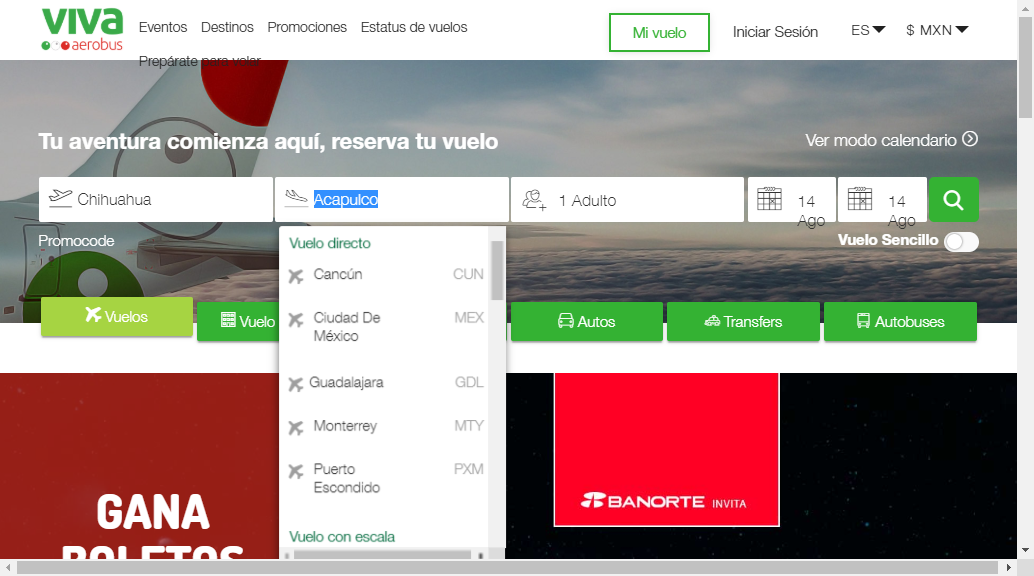 viva
aerobus
Eventos Destinos Promociones Estatus de vuelos
Prepárate para volar
Mi vuelo
Iniciar Sesión
ES
$ MXN
Tu aventura comienza aquí, reserva tu vuelo
Ver modo calendario
Chihuahua
Acapulco
1 Adulto
14
Ago
14
Ago
Promocode
Vuelo Sencillo
Vuelo directo
Cancún CUN
Ciudad De
México
MEX
Guadalajara GDL
Monterrey MTY
Puerto
Escondido
PXM
Vuelo con escala
Vuelos
Vuelo
Autos
Transfers
Autobuses
GANA
BOLETOS
BANORTE INVITA